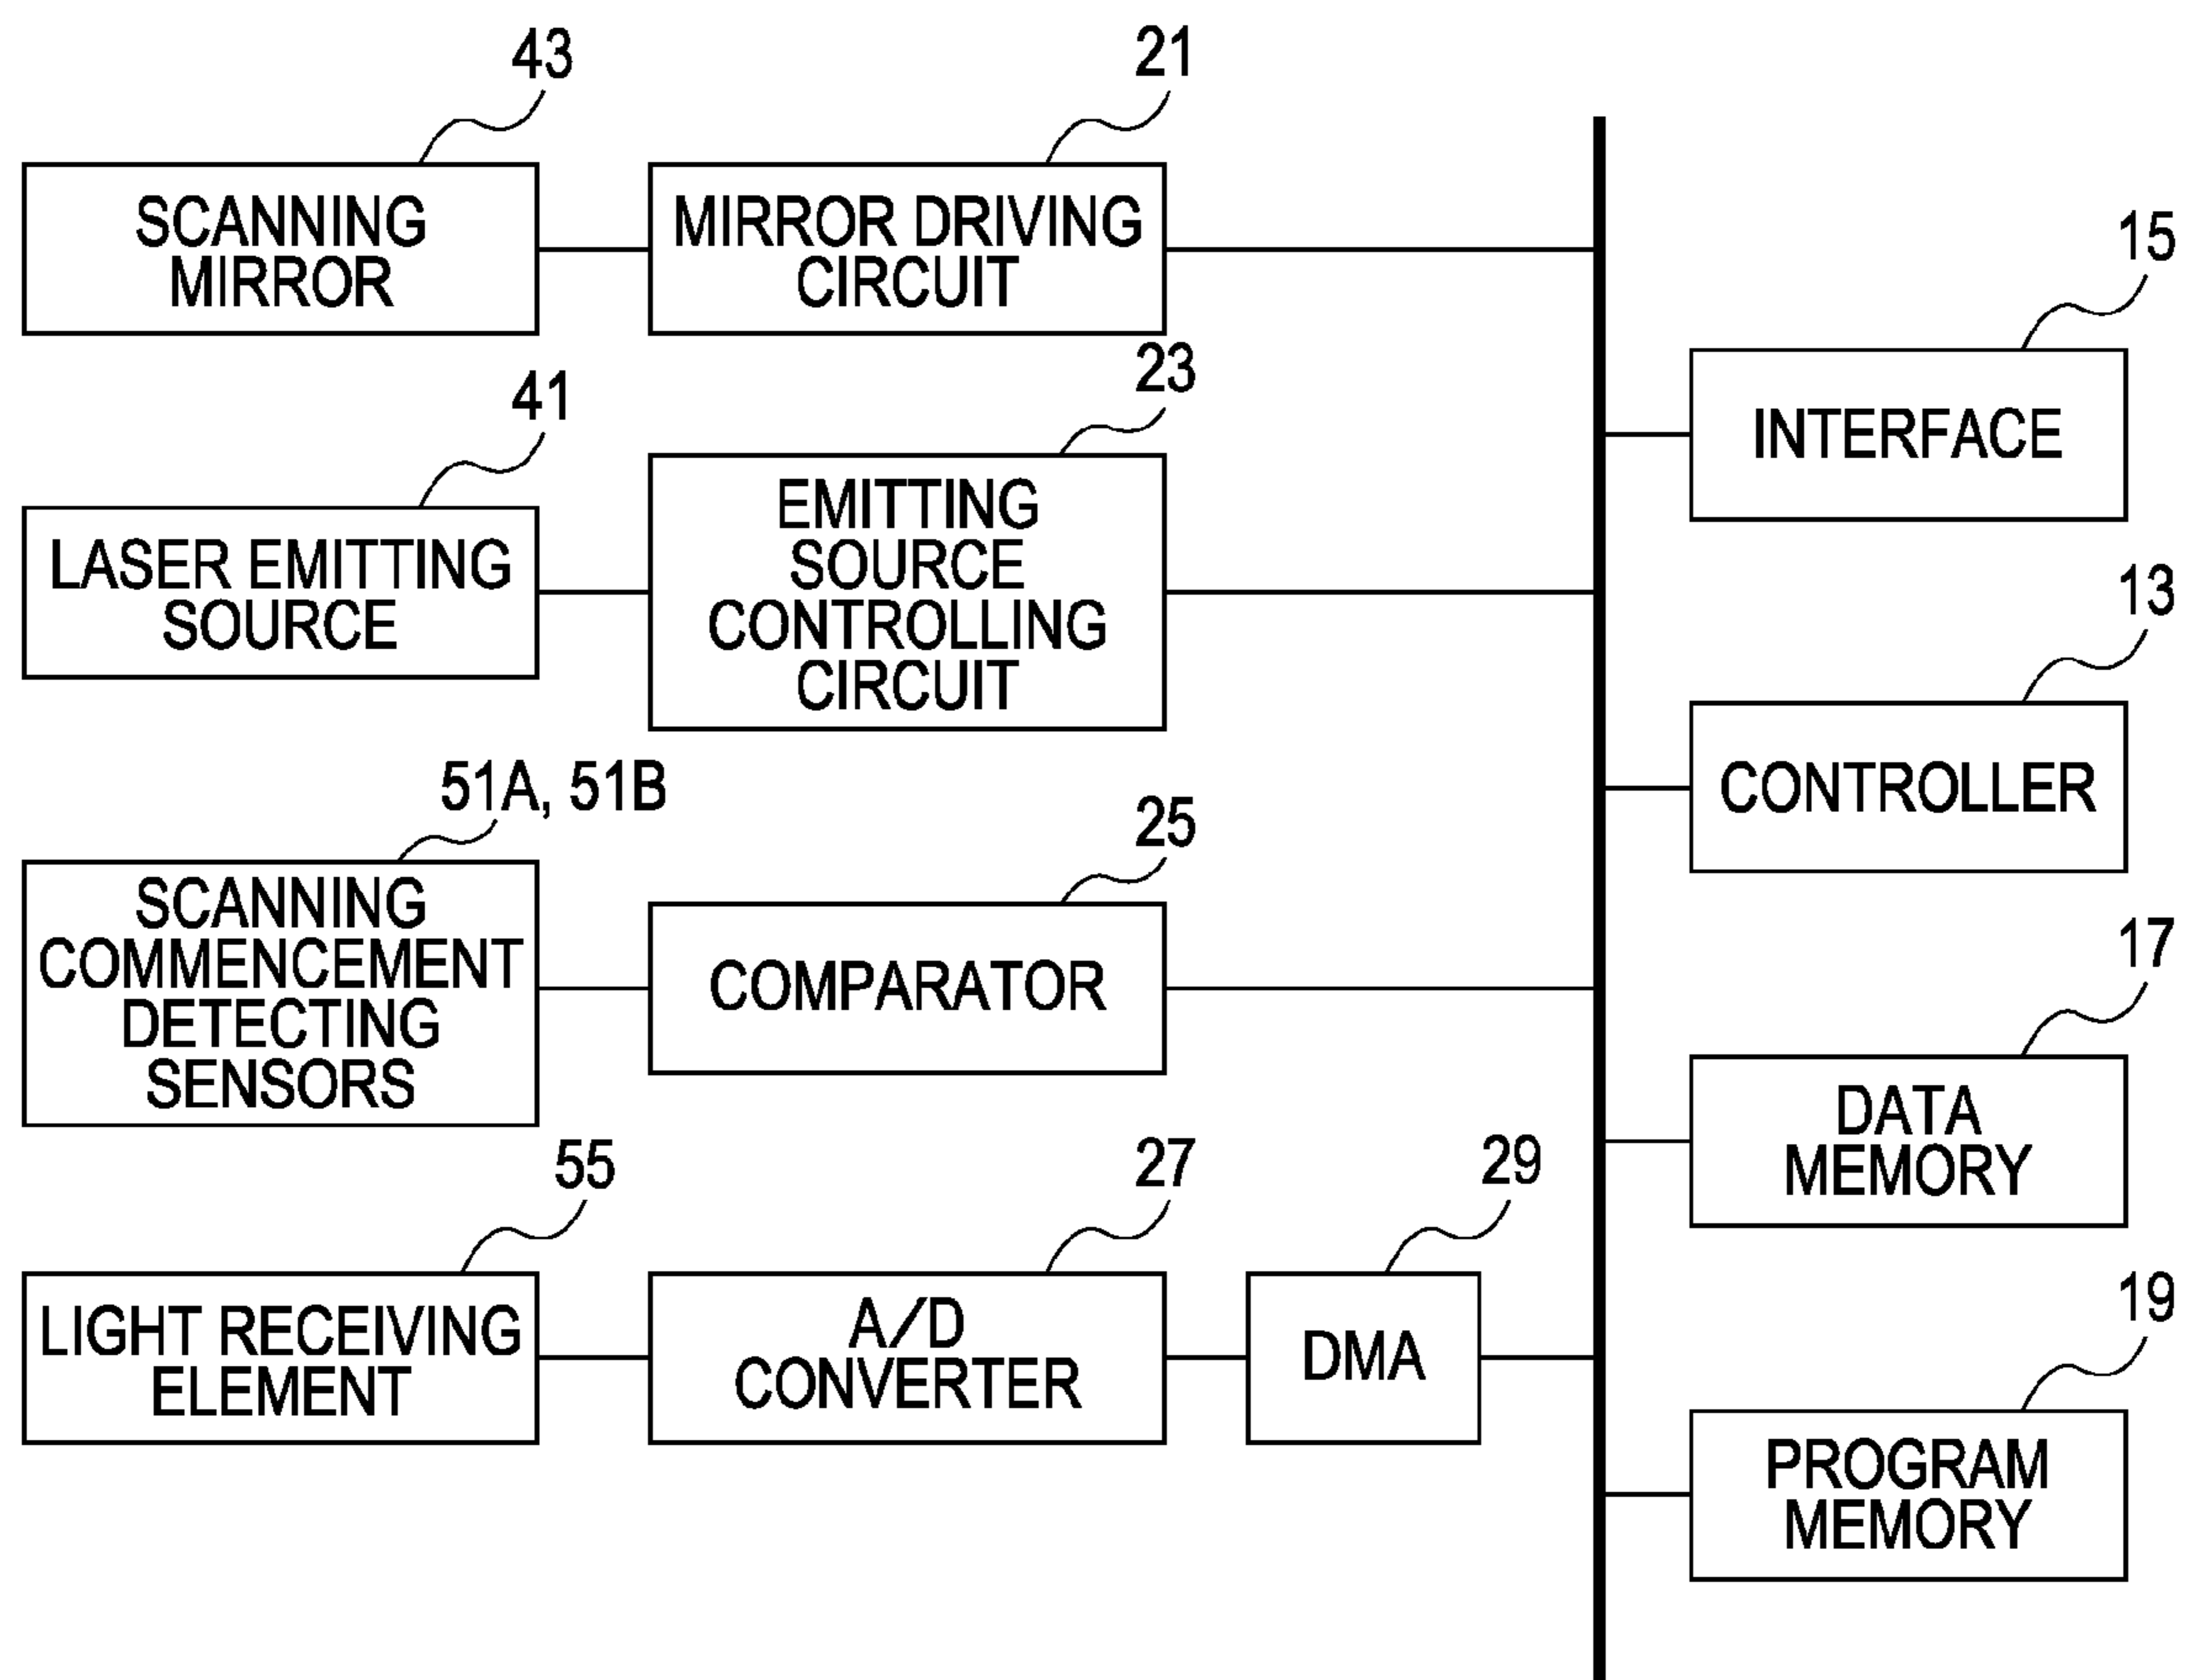 43
21
SCANNING
MIRROR
MIRROR DRIVING
CIRCUIT
15
INTERFACE
41
23
LASER EMITTING
SOURCE
EMITTING
SOURCE
CONTROLLING
CIRCUIT
13
CONTROLLER
51A, 51B
25
SCANNING
COMMENCEMENT
DETECTING
SENSORS
COMPARATOR
17
DATA
MEMORY
55
27
29
LIGHT RECEIVING
ELEMENT
A/D
CONVERTER
DMA
19
PROGRAM
MEMORY